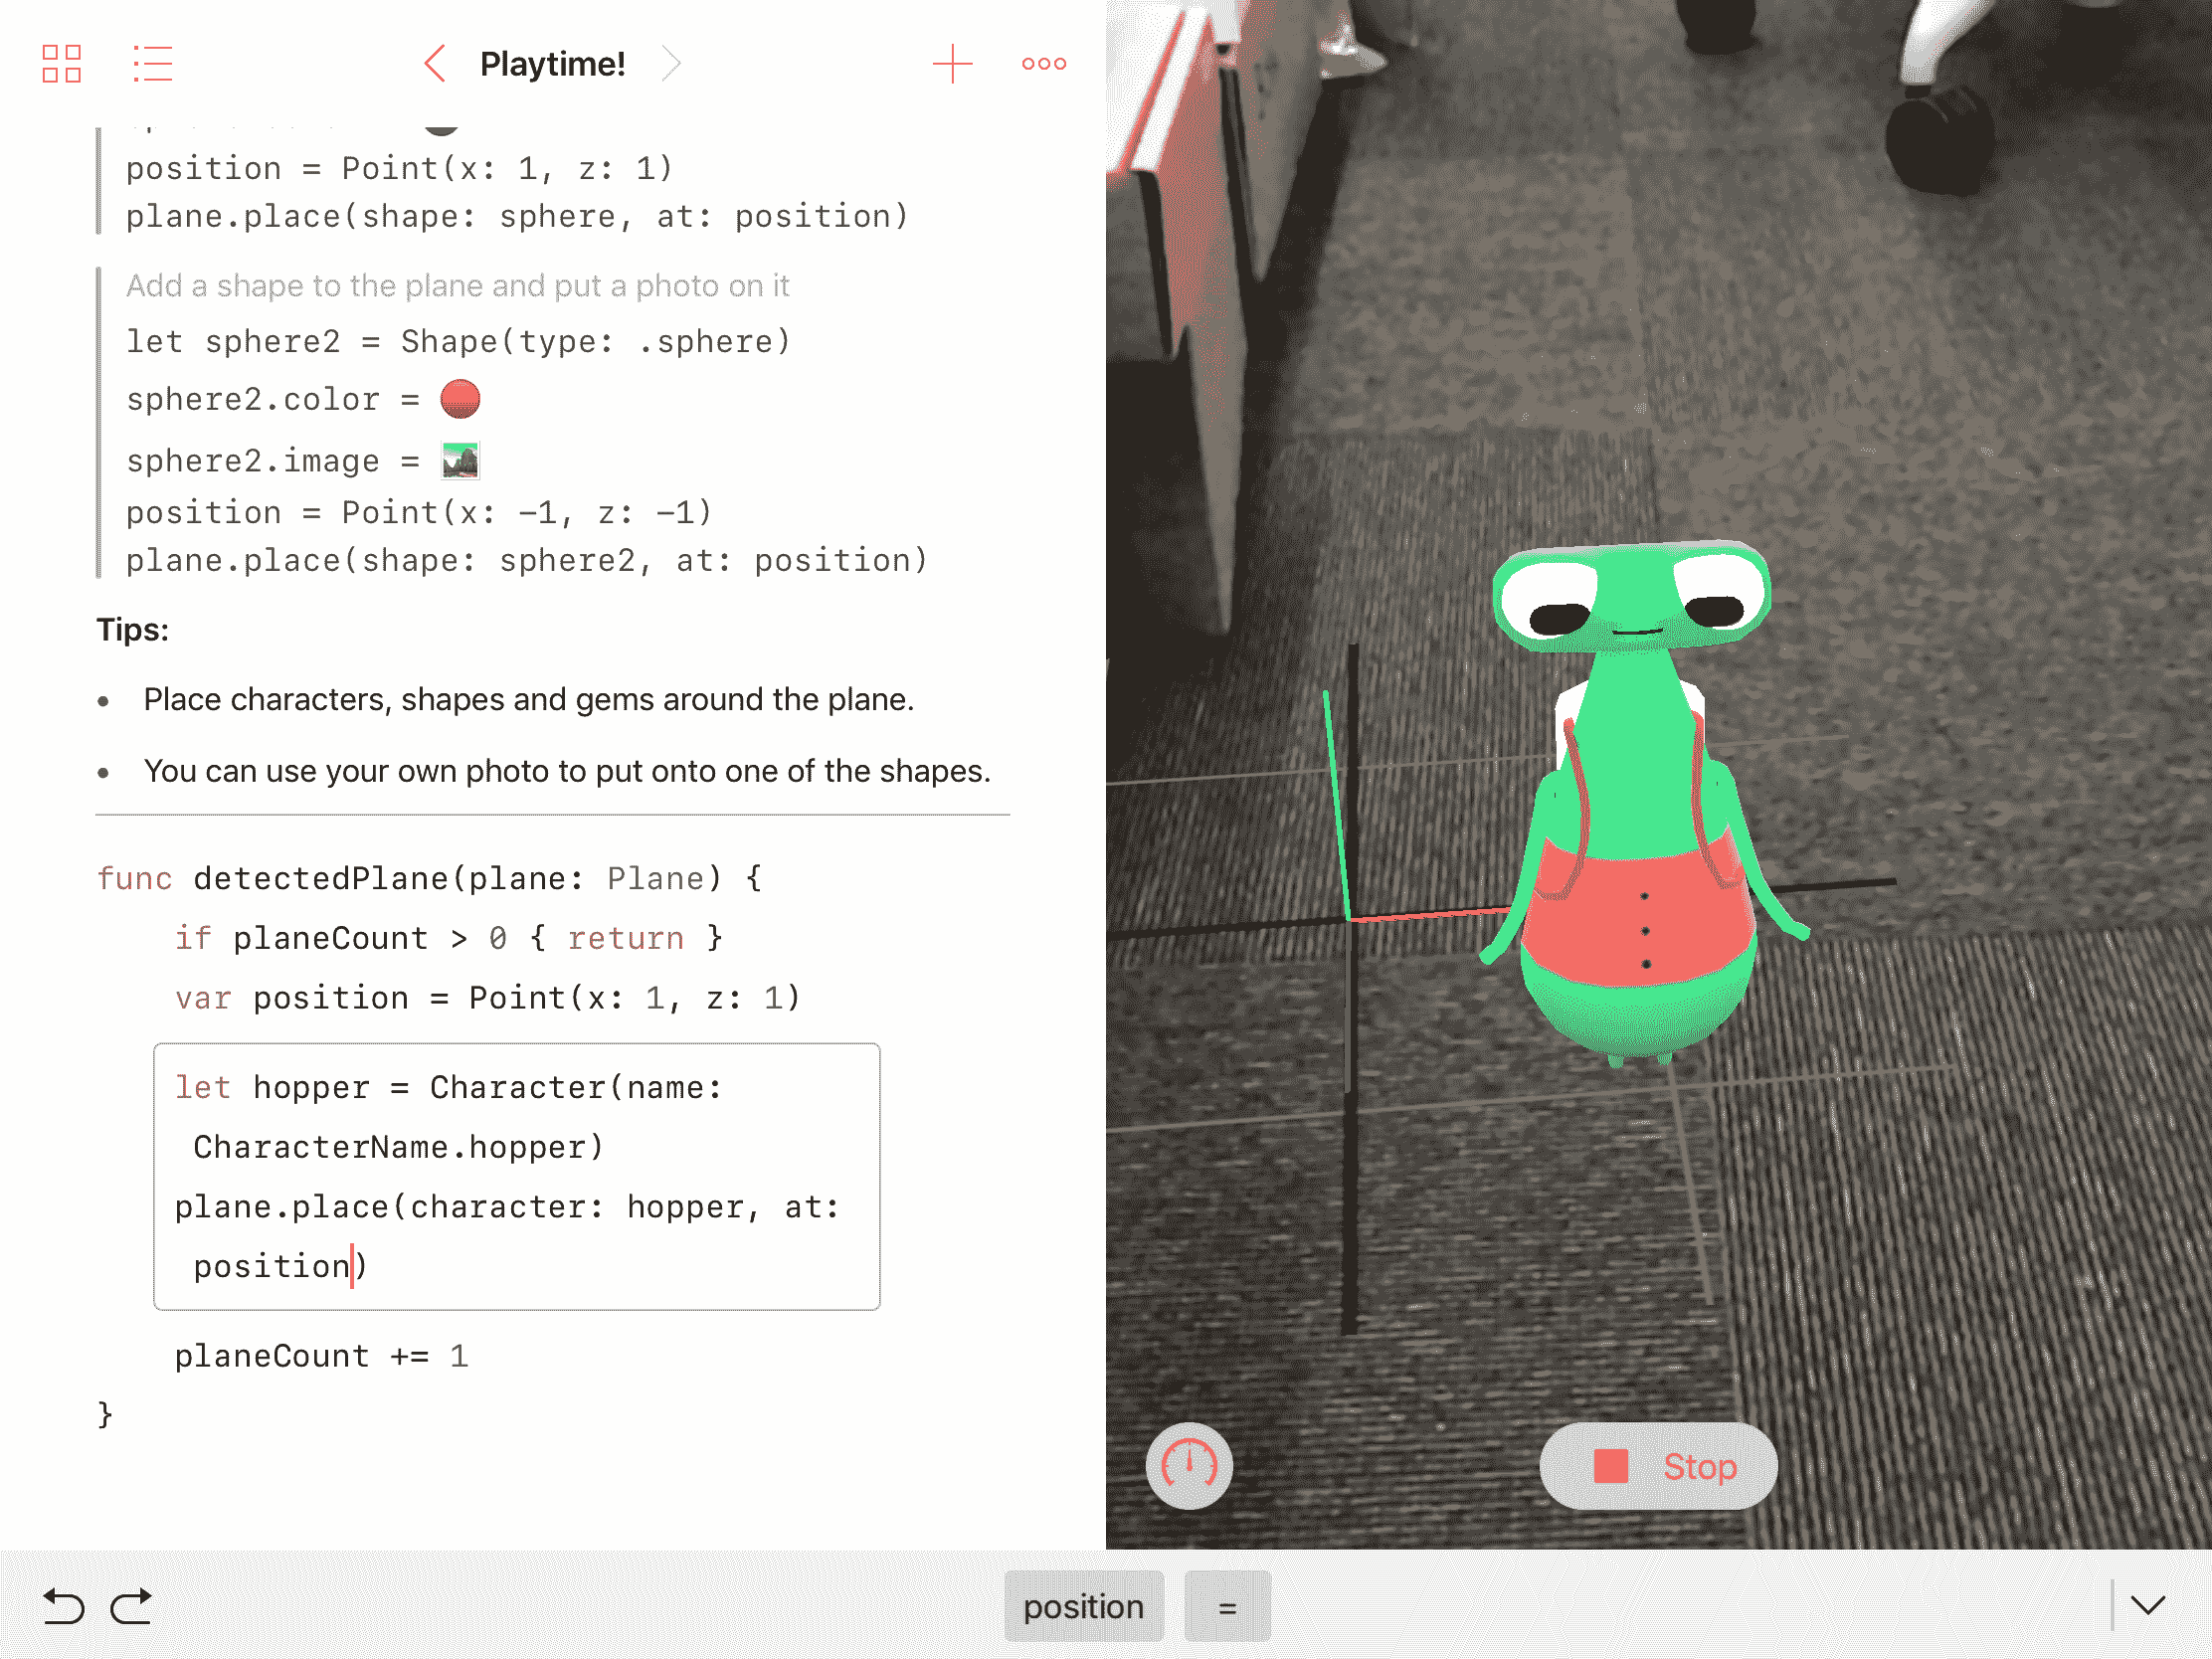 Playtime!
position = Point(x: 1, z: 1)
plane.place(shape: sphere, at: position)
Add a shape to the plane and put a photo on it
let sphere2 = Shape(type: .sphere)
sphere2.color =
sphere2.image =
position = Point(x: −1, z: −1)
plane.place(shape: sphere2, at: position)
Tips:
• Place characters, shapes and gems around the plane.
• You can use your own photo to put onto one of the shapes.
func detectedPlane(plane: Plane) {
if planeCount > 0 { return }
var position = Point(x: 1, z: 1)
let hopper = Character(name:
CharacterName.hopper)
plane.place(character: hopper, at:
position)
planeCount += 1
}
Stop
position =